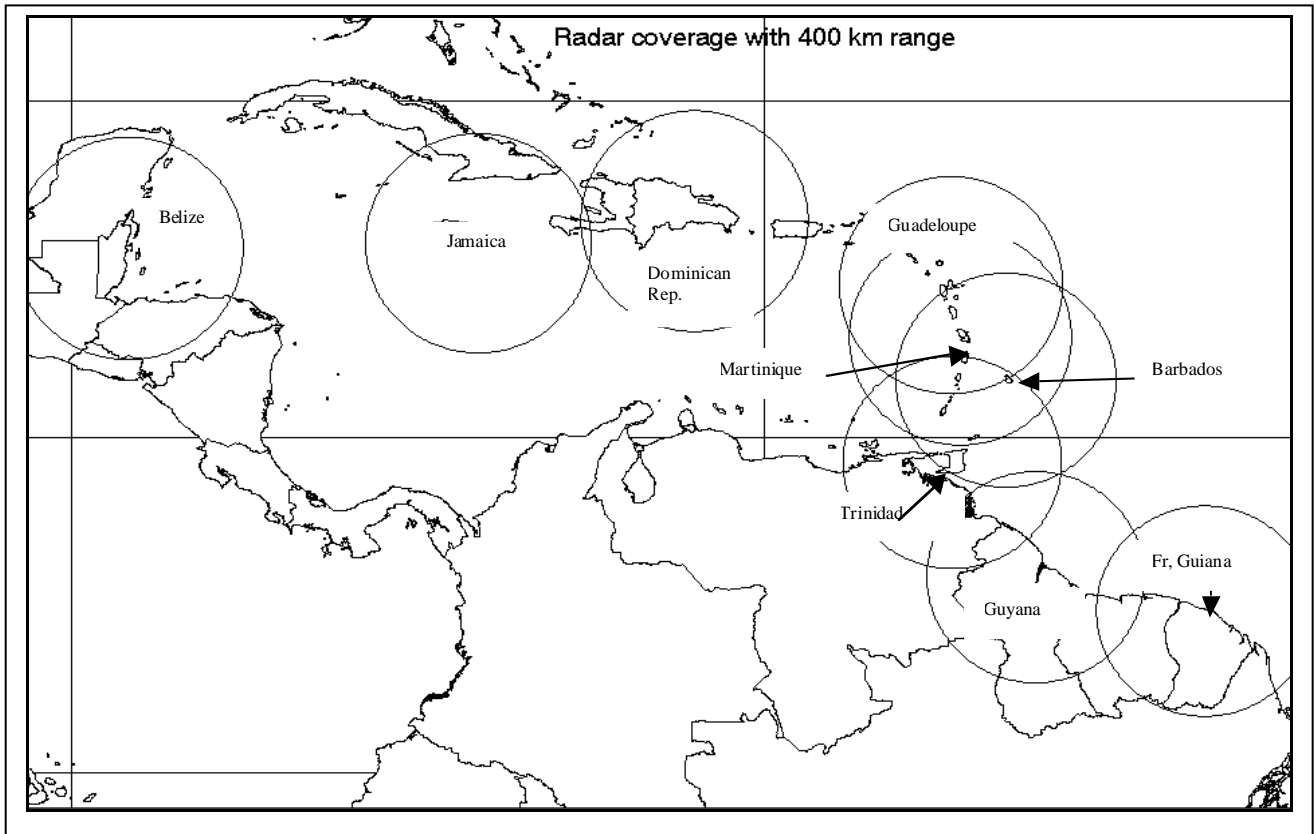 Radar coverage with 400 km range
Belize
Jamaica
Dominican
Rep.
Guadeloupe
Martinique
Barbados
Trinidad
Fr, Guiana
Guyana